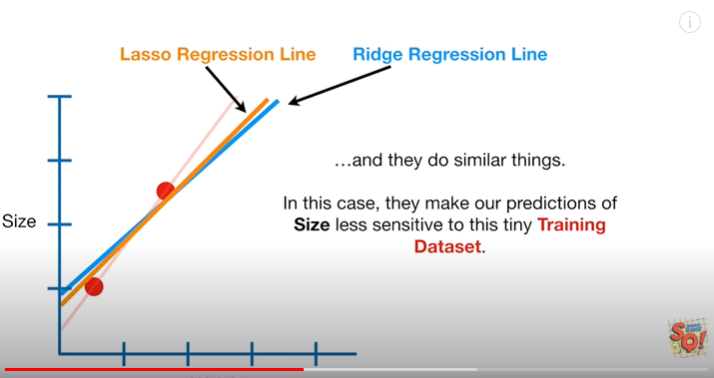 Lasso Regression Line
Ridge Regression Line
…and they do similar things.
In this case, they make our predictions of
Size less sensitive to this tiny Training
Dataset.
Size
SQ!